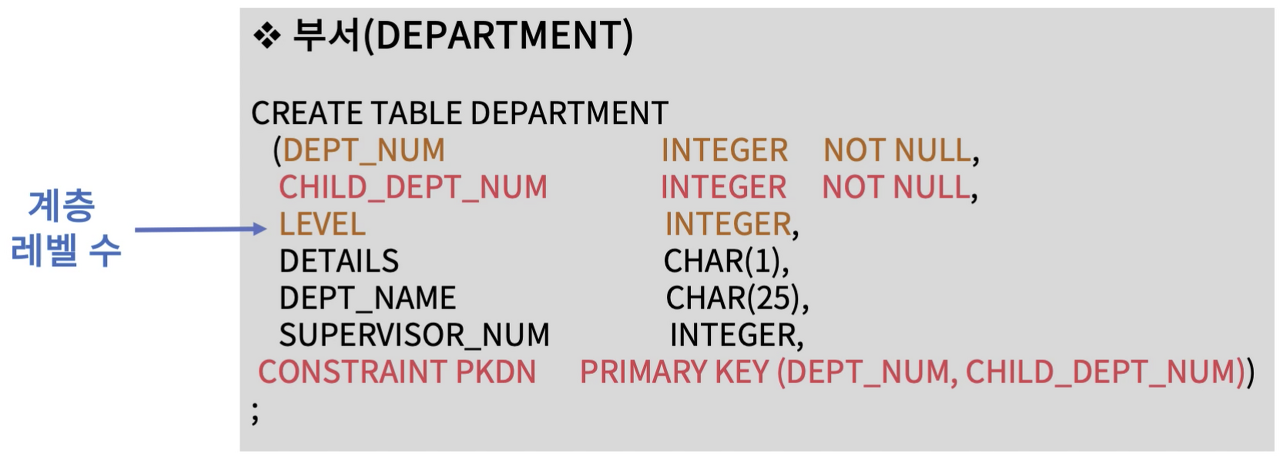 ❖ 부서(DEPARTMENT)
CREATE TABLE DEPARTMENT
(DEPT_NUM INTEGER NOT NULL,
CHILD_DEPT_NUM INTEGER NOT NULL,
계층
레벨 수
LEVEL INTEGER,
DETAILS CHAR(1),
DEPT_NAME CHAR(25),
SUPERVISOR_NUM INTEGER,
CONSTRAINT PKDN PRIMARY KEY (DEPT_NUM, CHILD_DEPT_NUM))
;